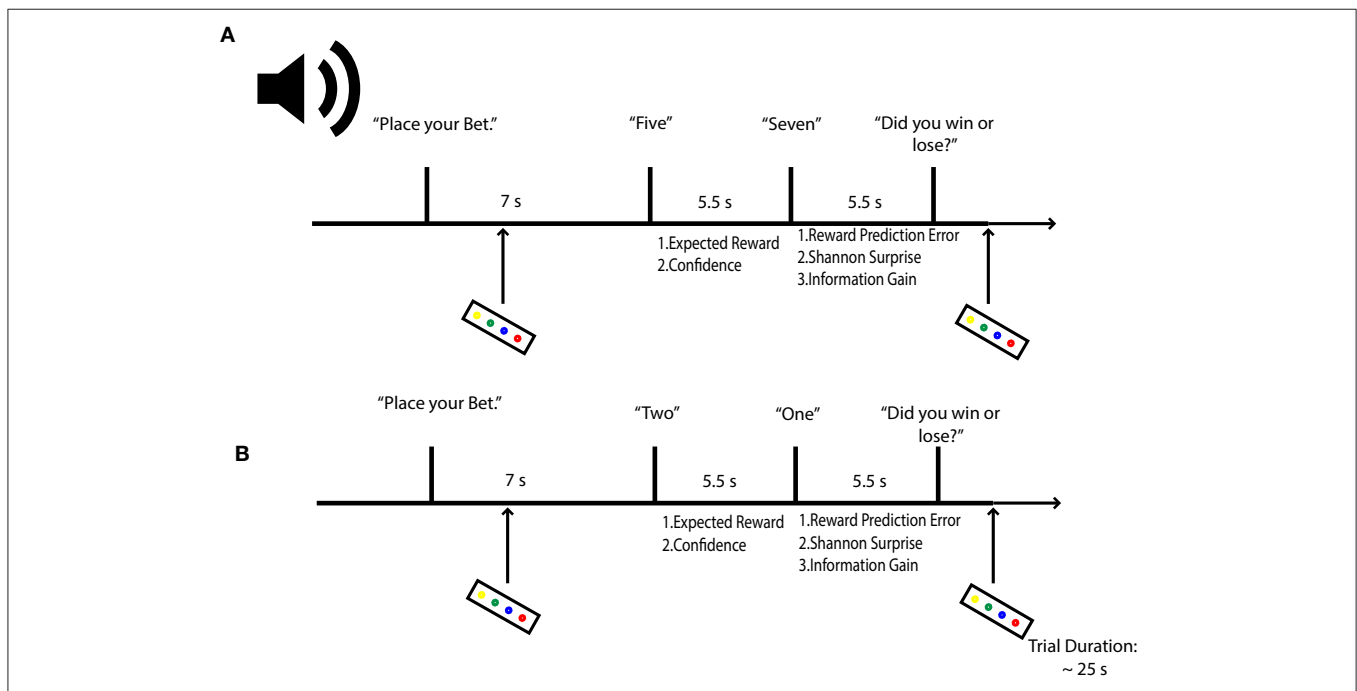 A
“Place your Bet.”
“Five”
“Seven”
“Did you win or
lose?”
7 s
5.5 s
5.5 s
1.Expected Reward
2.Confidence
1.Reward Prediction Error
2.Shannon Surprise
3.Information Gain
B
“Place your Bet.”
“Two”
“One”
“Did you win or
lose?”
7 s
5.5 s
5.5 s
1.Expected Reward
2.Confidence
1.Reward Prediction Error
2.Shannon Surprise
3.Information Gain
Trial Duration:
~ 25 s